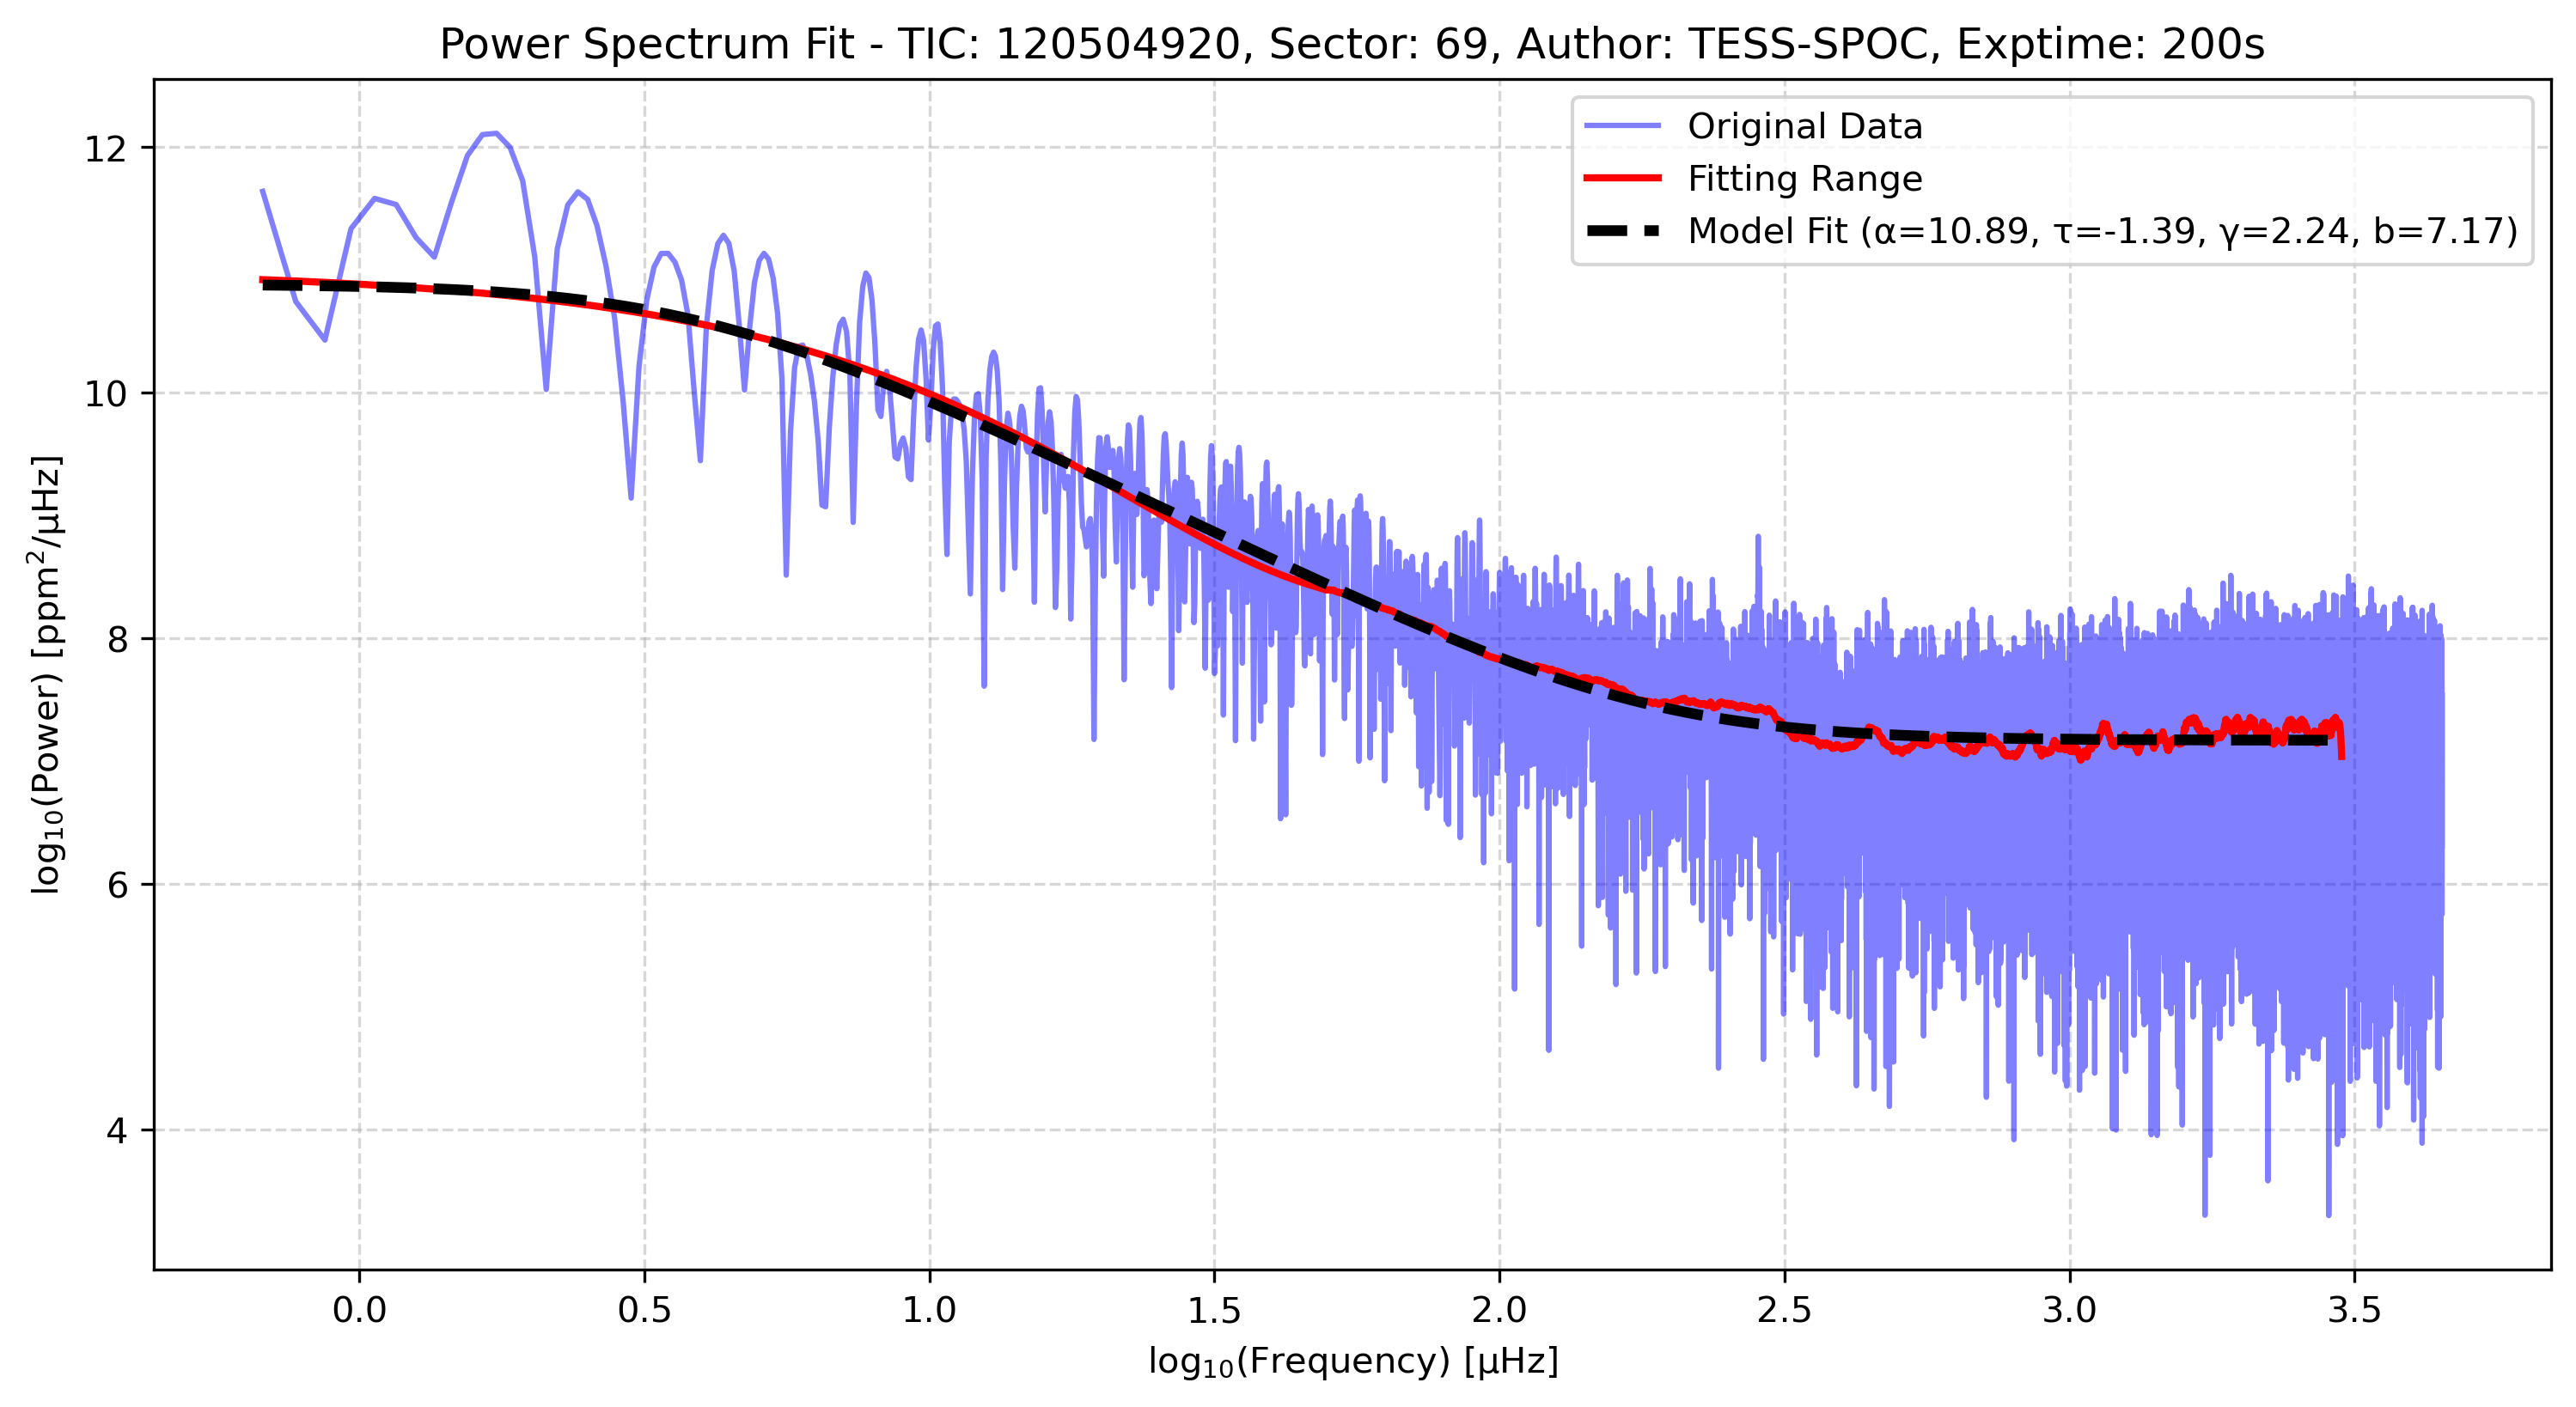 Power Spectrum Fit - TIC: 120504920, Sector: 69, Author: TESS-SPOC, Exptime: 200s
Original Data
Fitting Range
Model Fit (α=10.89, τ=-1.39, γ=2.24, b=7.17)
log₁₀(Power) [ppm²/μHz]
12
10
8
6
4
0.0 0.5 1.0 1.5 2.0 2.5 3.0 3.5
log₁₀(Frequency) [μHz]